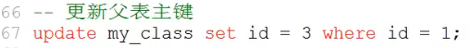 66 -- 更新父表主键
67 update my_class set id = 3 where id = 1;